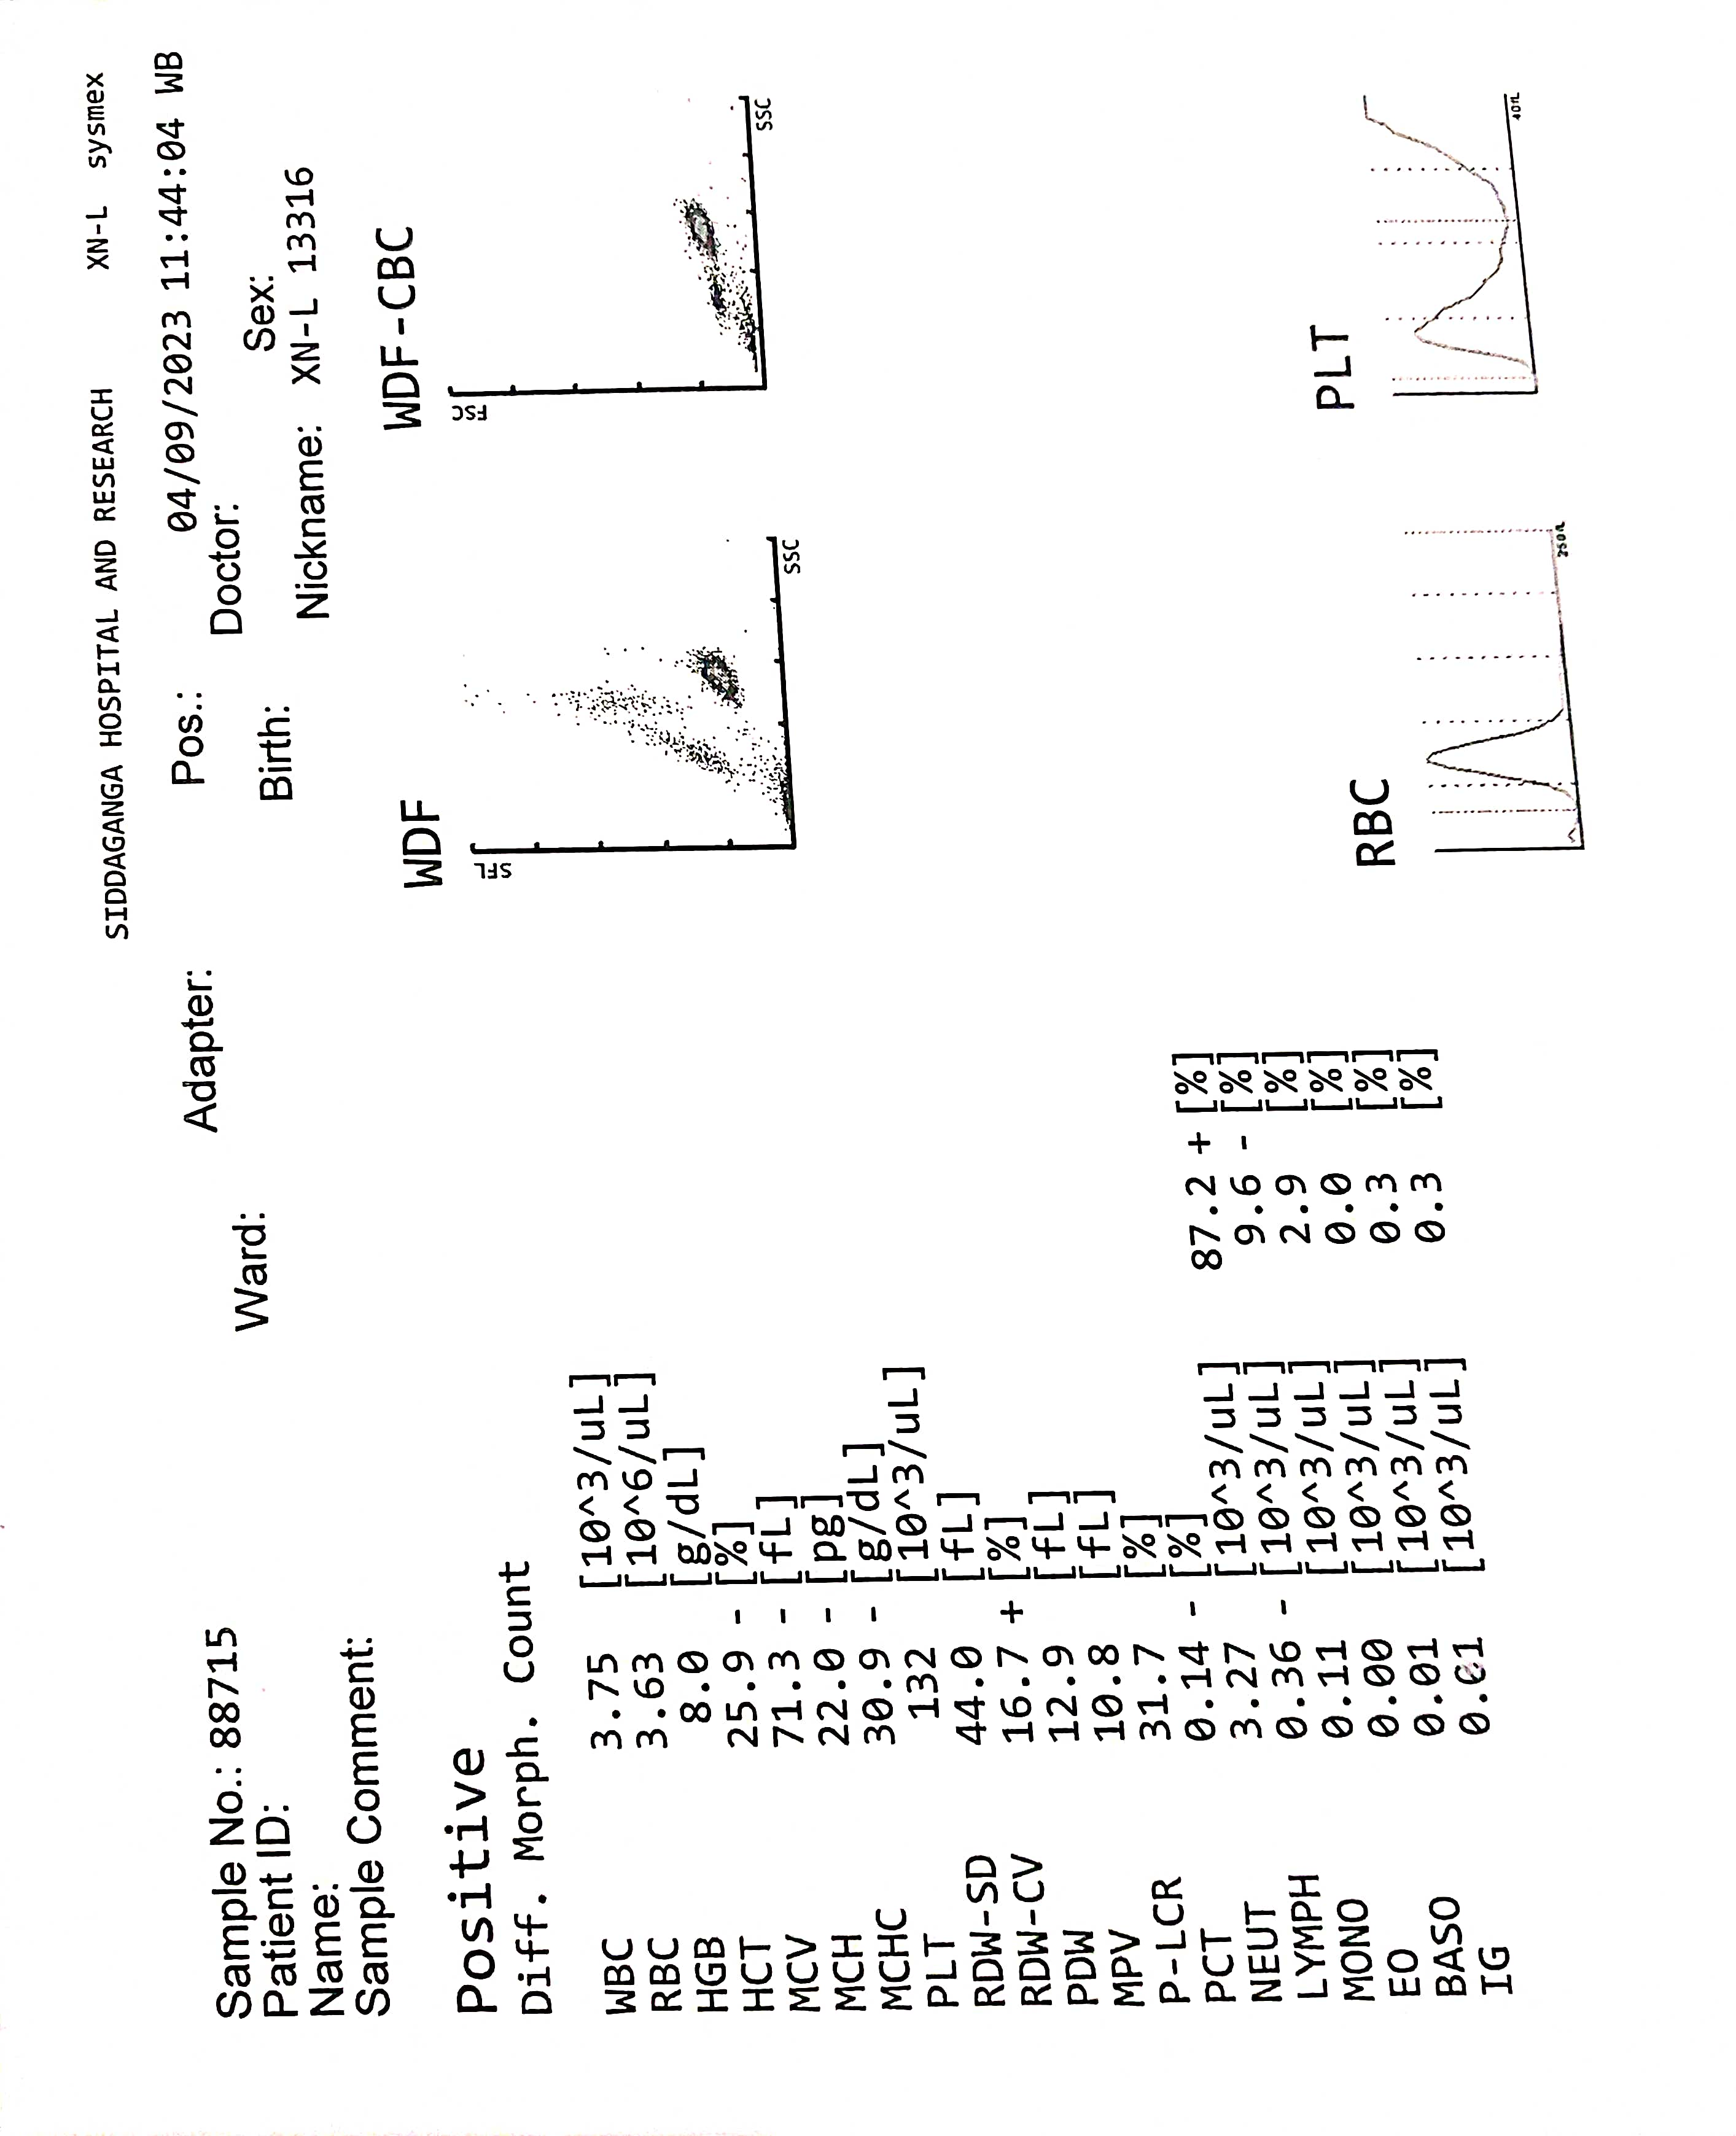 SIDDAGANGA HOSPITAL AND RESEARCH XN-L sysmex
Adapter: Pos.: 04/09/2023 11:44:04 WB
Sample No.: 88715
Patient ID: Ward: Doctor:
Name: Birth: Sex:
Sample Comment: Nickname: XN-L 13316
Positive
Diff. Morph. Count
WDF
SFL
SSC
WDF-CBC
FSC
SSC
WBC 3.75 [10^3/uL]
RBC 3.63 [10^6/uL]
HGB 8.0 [g/dL]
HCT 25.9 - [%]
MCV 71.3 - [fL]
MCH 22.0 - [pg]
MCHC 30.9 - [g/dL]
PLT 132 [10^3/uL]
RDW-SD 44.0 [fL]
RDW-CV 16.7 + [%]
PDW 12.9 [fL]
MPV 10.8 [fL]
P-LCR 31.7 [%]
PCT 0.14 - [%]
NEUT 3.27 [10^3/uL] 87.2 + [%]
LYMPH 0.36 - [10^3/uL] 9.6 - [%]
MONO 0.11 [10^3/uL] 2.9 [%]
EO 0.00 [10^3/uL] 0.0 [%]
BASO 0.01 [10^3/uL] 0.3 [%]
IG 0.01 [10^3/uL] 0.3 [%]
RBC
250fL
PLT
40fL